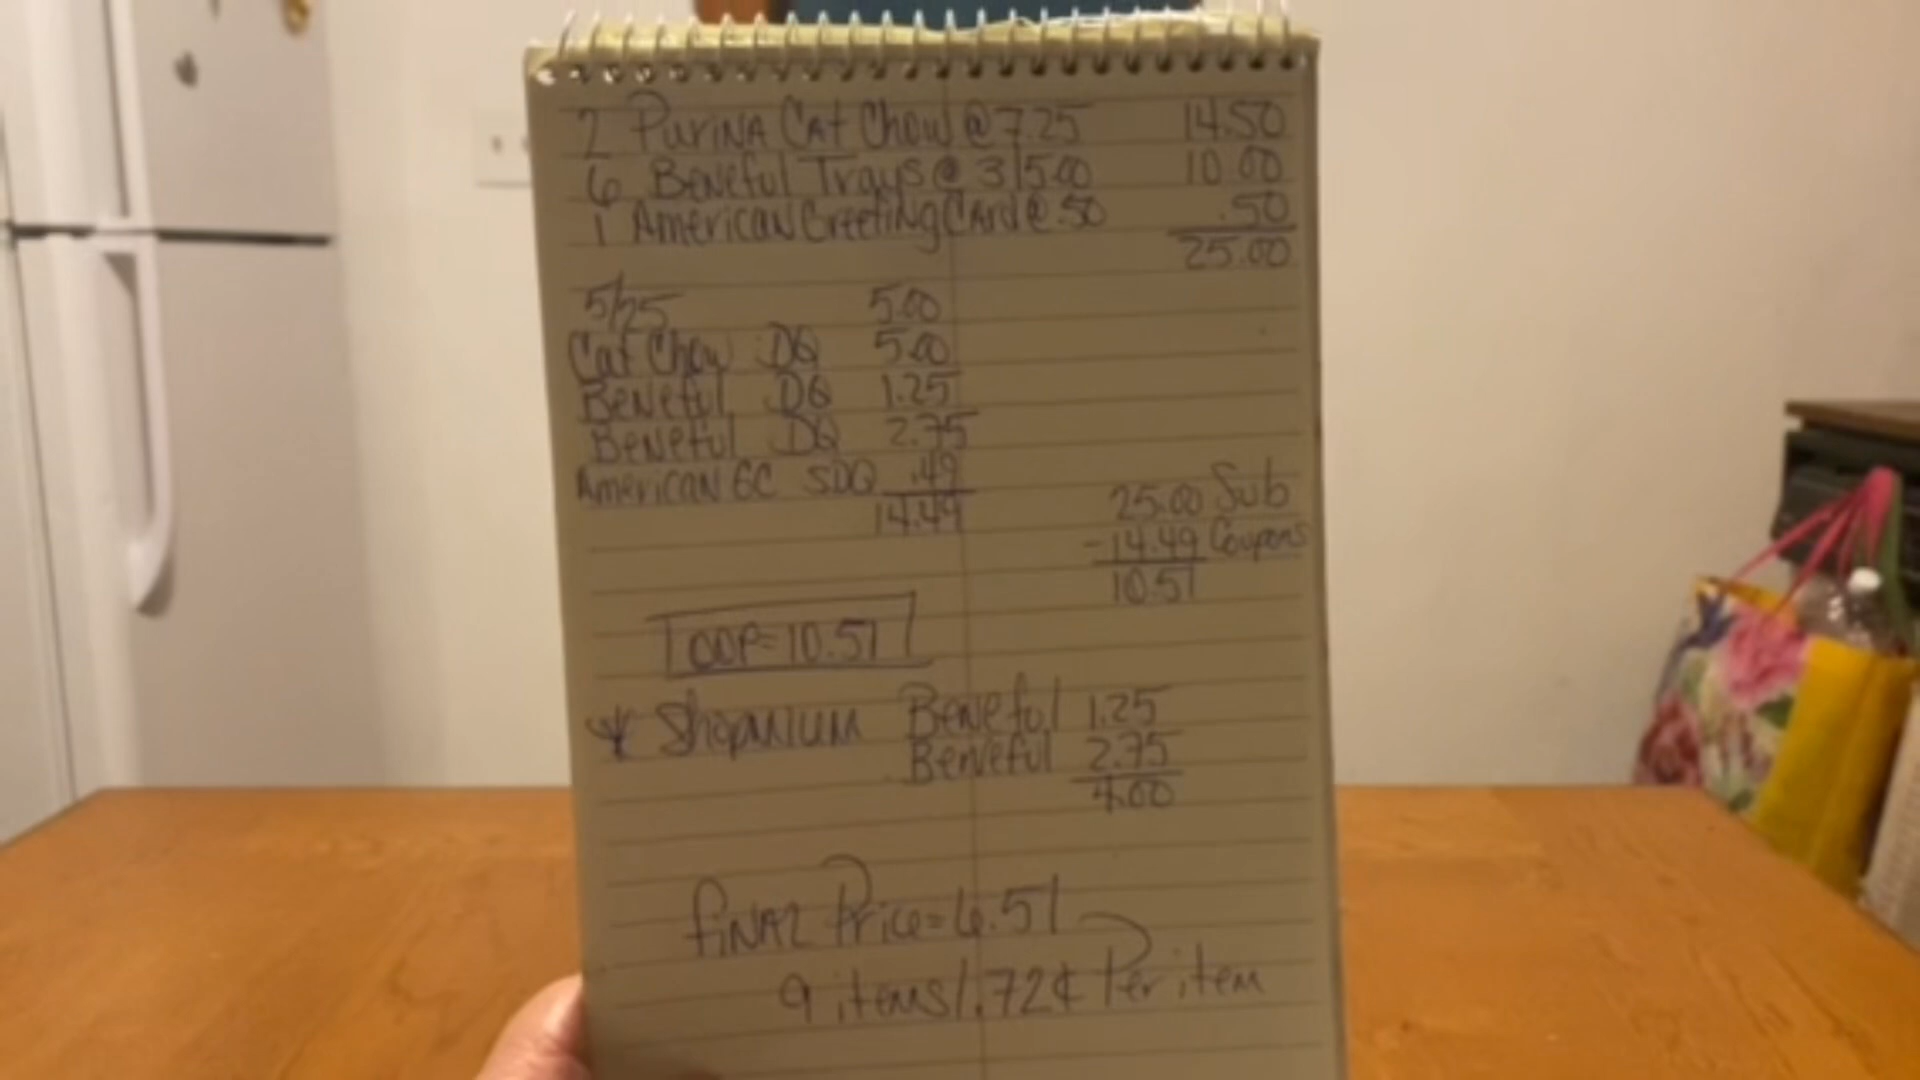 2 Purina Cat Chow @ 7.25 14.50
6 Beneful Trays @ 3/5.00 10.00
1 American Greeting Card @ .50 .50
25.00
5/25 5.00
Cat Chow DQ 5.00
Beneful DQ 1.25
Beneful DQ 2.75
American GC SDQ .49
14.49
25.00 Sub
-14.49 Coupons
10.51
OOP=10.51
* Shopmium Beneful 1.25
Beneful 2.75
4.00
Final Price=6.51
9 items/.72¢ Per item